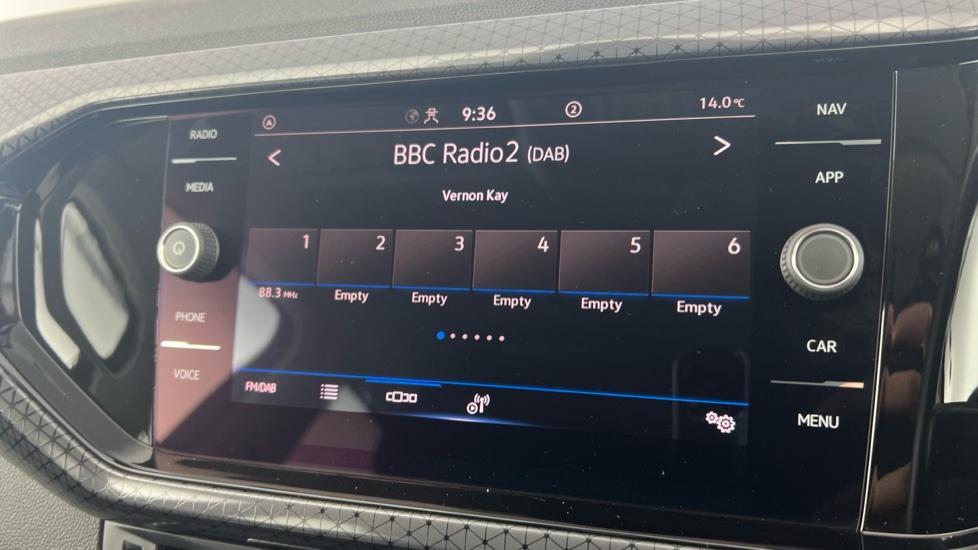 RADIO
MEDIA
PHONE
VOICE
9:36
2
14.0°C
BBC Radio2 (DAB)
Vernon Kay
1 2 3 4 5 6
88.3 MHz Empty Empty Empty Empty Empty
FM/DAB
NAV
APP
CAR
MENU